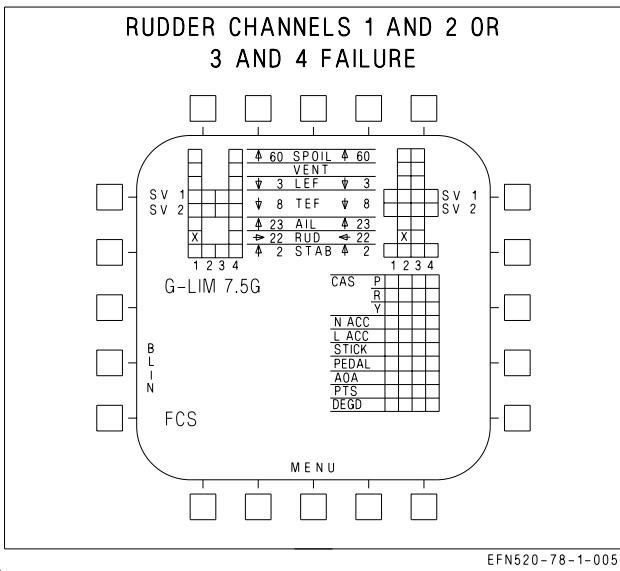 RUDDER CHANNELS 1 AND 2 OR
3 AND 4 FAILURE
60 SPOIL 60
VENT
3 LEF 3
SV 1 SV 1
8 TEF 8
SV 2 SV 2
23 AIL 23
X 22 RUD 22 X
2 STAB 2
1 2 3 4 1 2 3 4
G-LIM 7.5G
CAS P
R
Y
N ACC
L ACC
STICK
PEDAL
AOA
PTS
DEGD
BLIN
FCS
MENU
EFN520-78-1-005